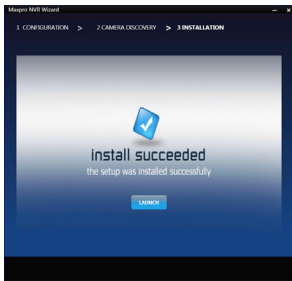 Maxpro NVR Wizard
1 CONFIGURATION > 2 CAMERA DISCOVERY > 3 INSTALLATION
install succeeded
the setup was installed successfully
LAUNCH